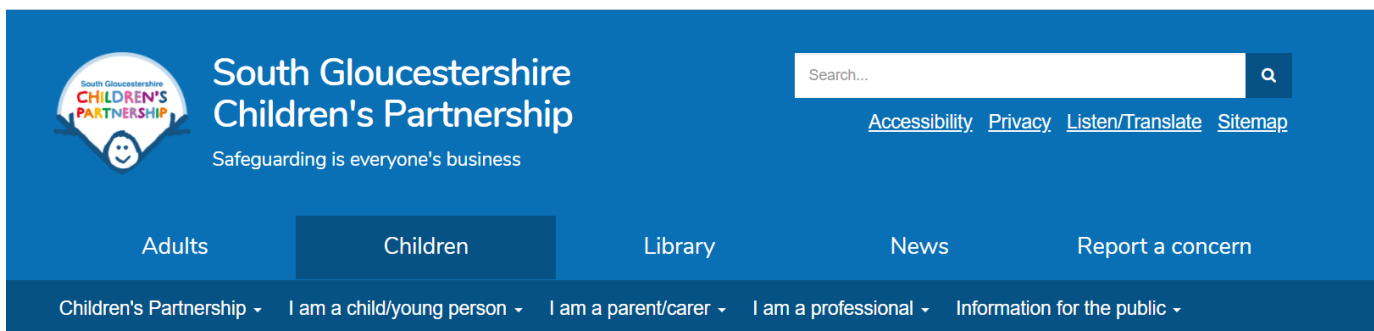 South Gloucestershire
CHILDREN'S
PARTNERSHIP
South Gloucestershire
Children's Partnership
Safeguarding is everyone's business
Search...
Accessibility Privacy Listen/Translate Sitemap
Adults Children Library News Report a concern
Children's Partnership I am a child/young person I am a parent/carer I am a professional Information for the public